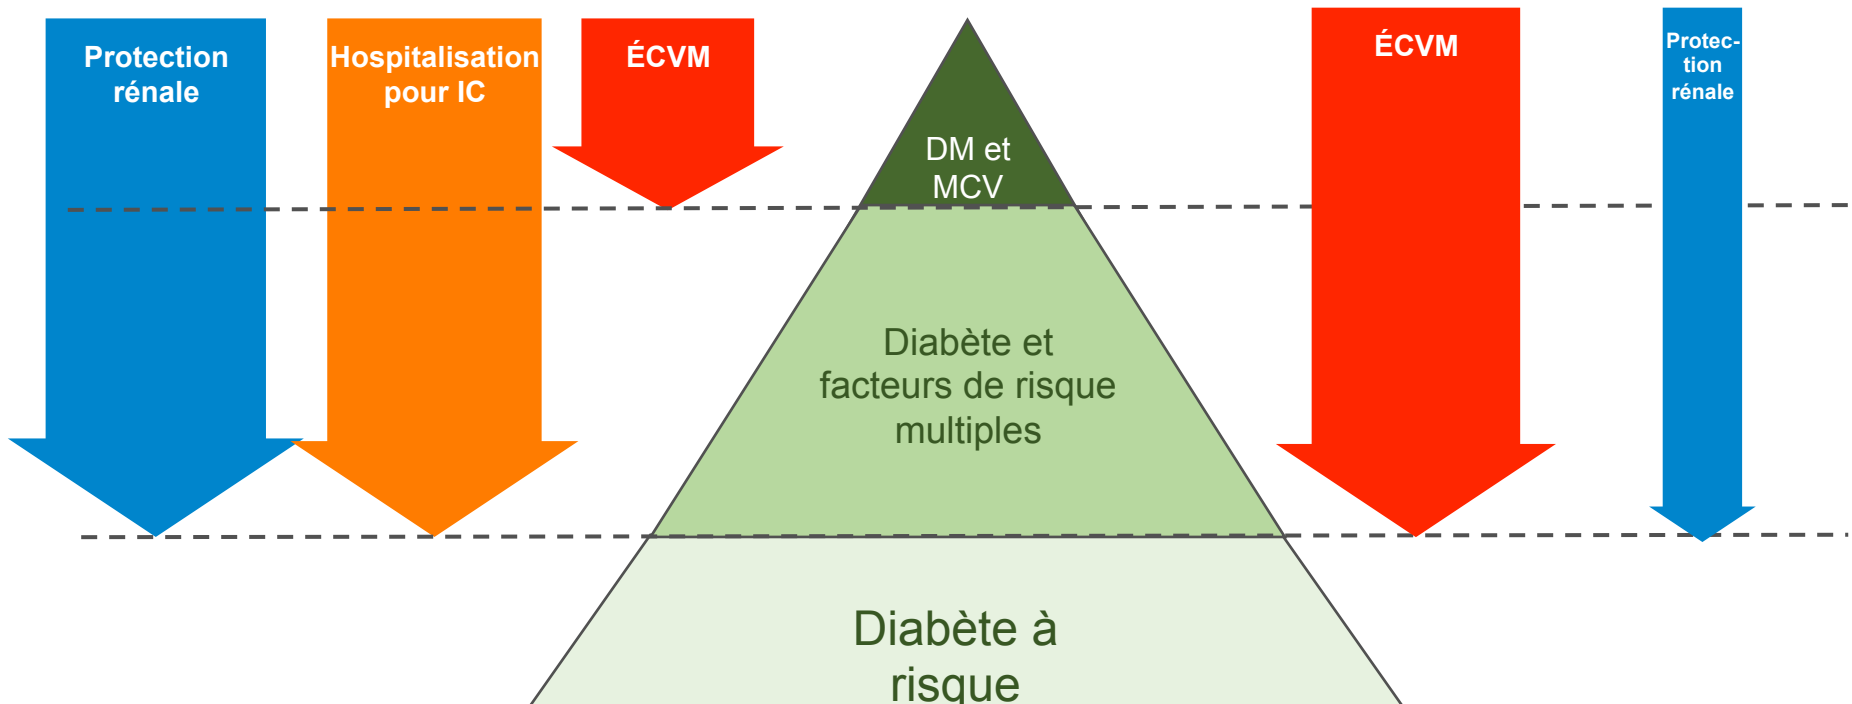 Protection
rénale
Hospitalisation
pour IC
ÉCVM
DM et
MCV
Diabète et
facteurs de risque
multiples
Diabète à
risque
ÉCVM
Protec-
tion
rénale